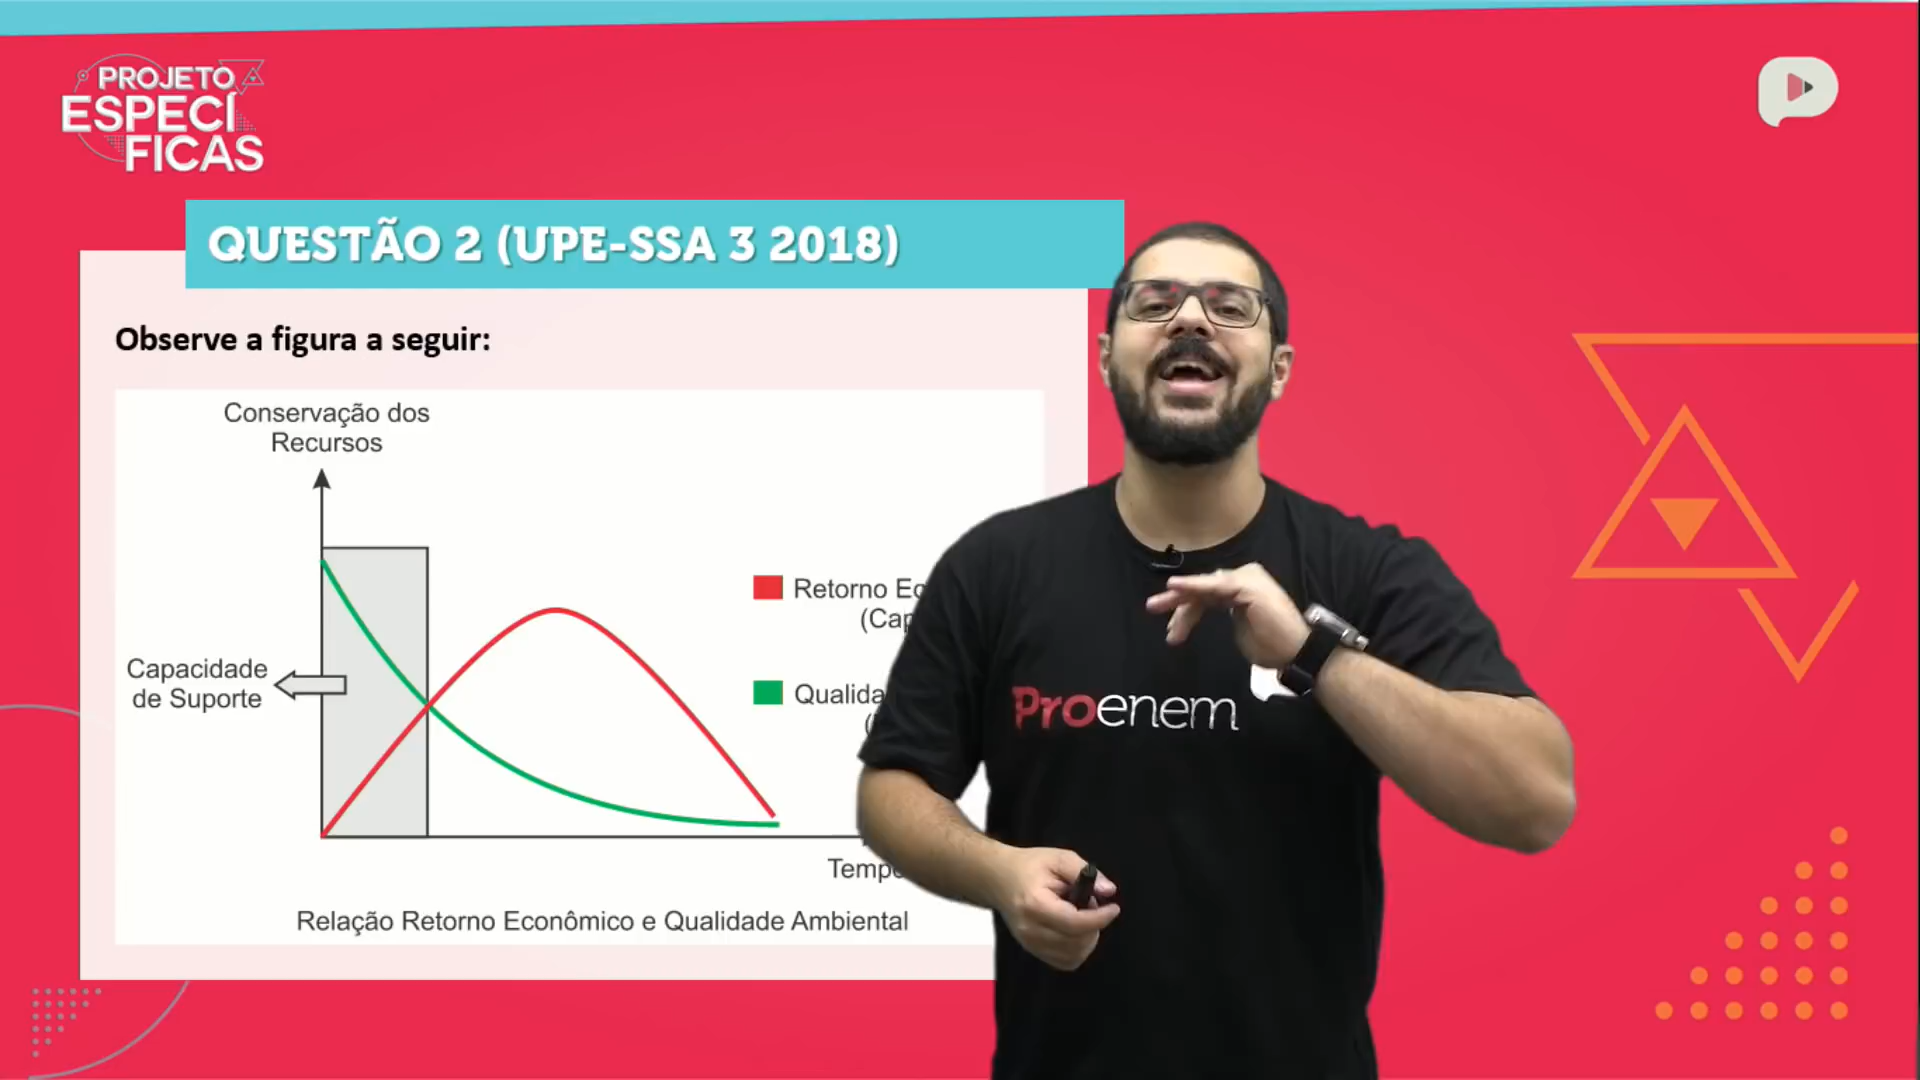 PROJETO
ESPECÍ
FICAS
QUESTÃO 2 (UPE-SSA 3 2018)
Observe a figura a seguir:
Conservação dos
Recursos
Capacidade
de Suporte
Retorno
Relação Retorno Econômico e Qualidade Ambiental
Proenem